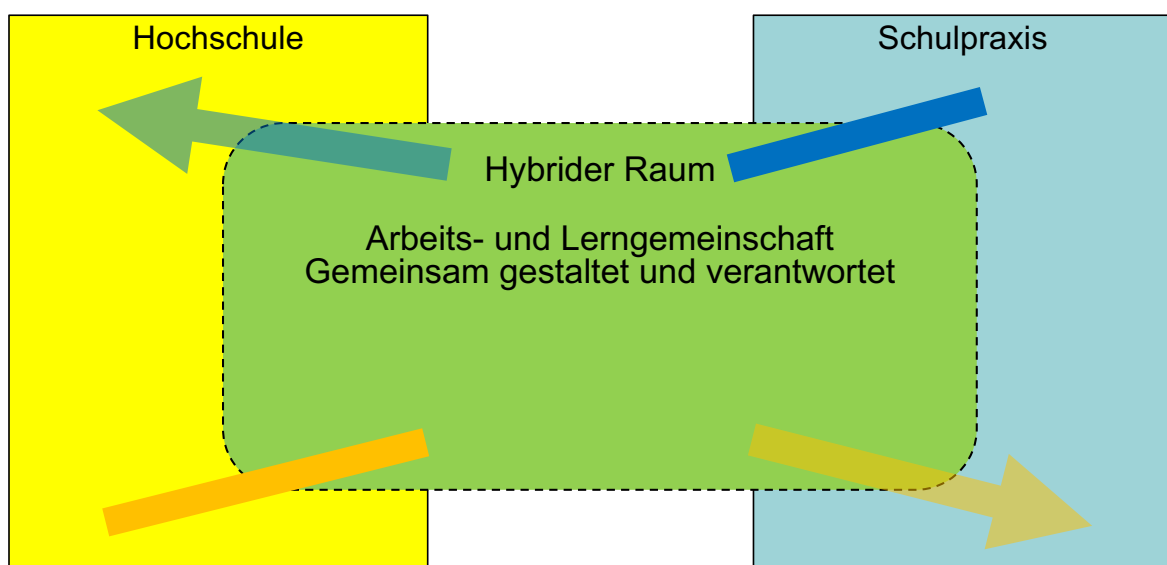 Hochschule
Schulpraxis
Hybrider Raum
Arbeits- und Lerngemeinschaft
Gemeinsam gestaltet und verantwortet